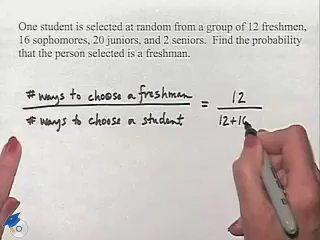 One student is selected at random from a group of 12 freshmen,
16 sophomores, 20 juniors, and 2 seniors. Find the probability
that the person selected is a freshman.
# ways to choose a freshman = 12
# ways to choose a student 12+16